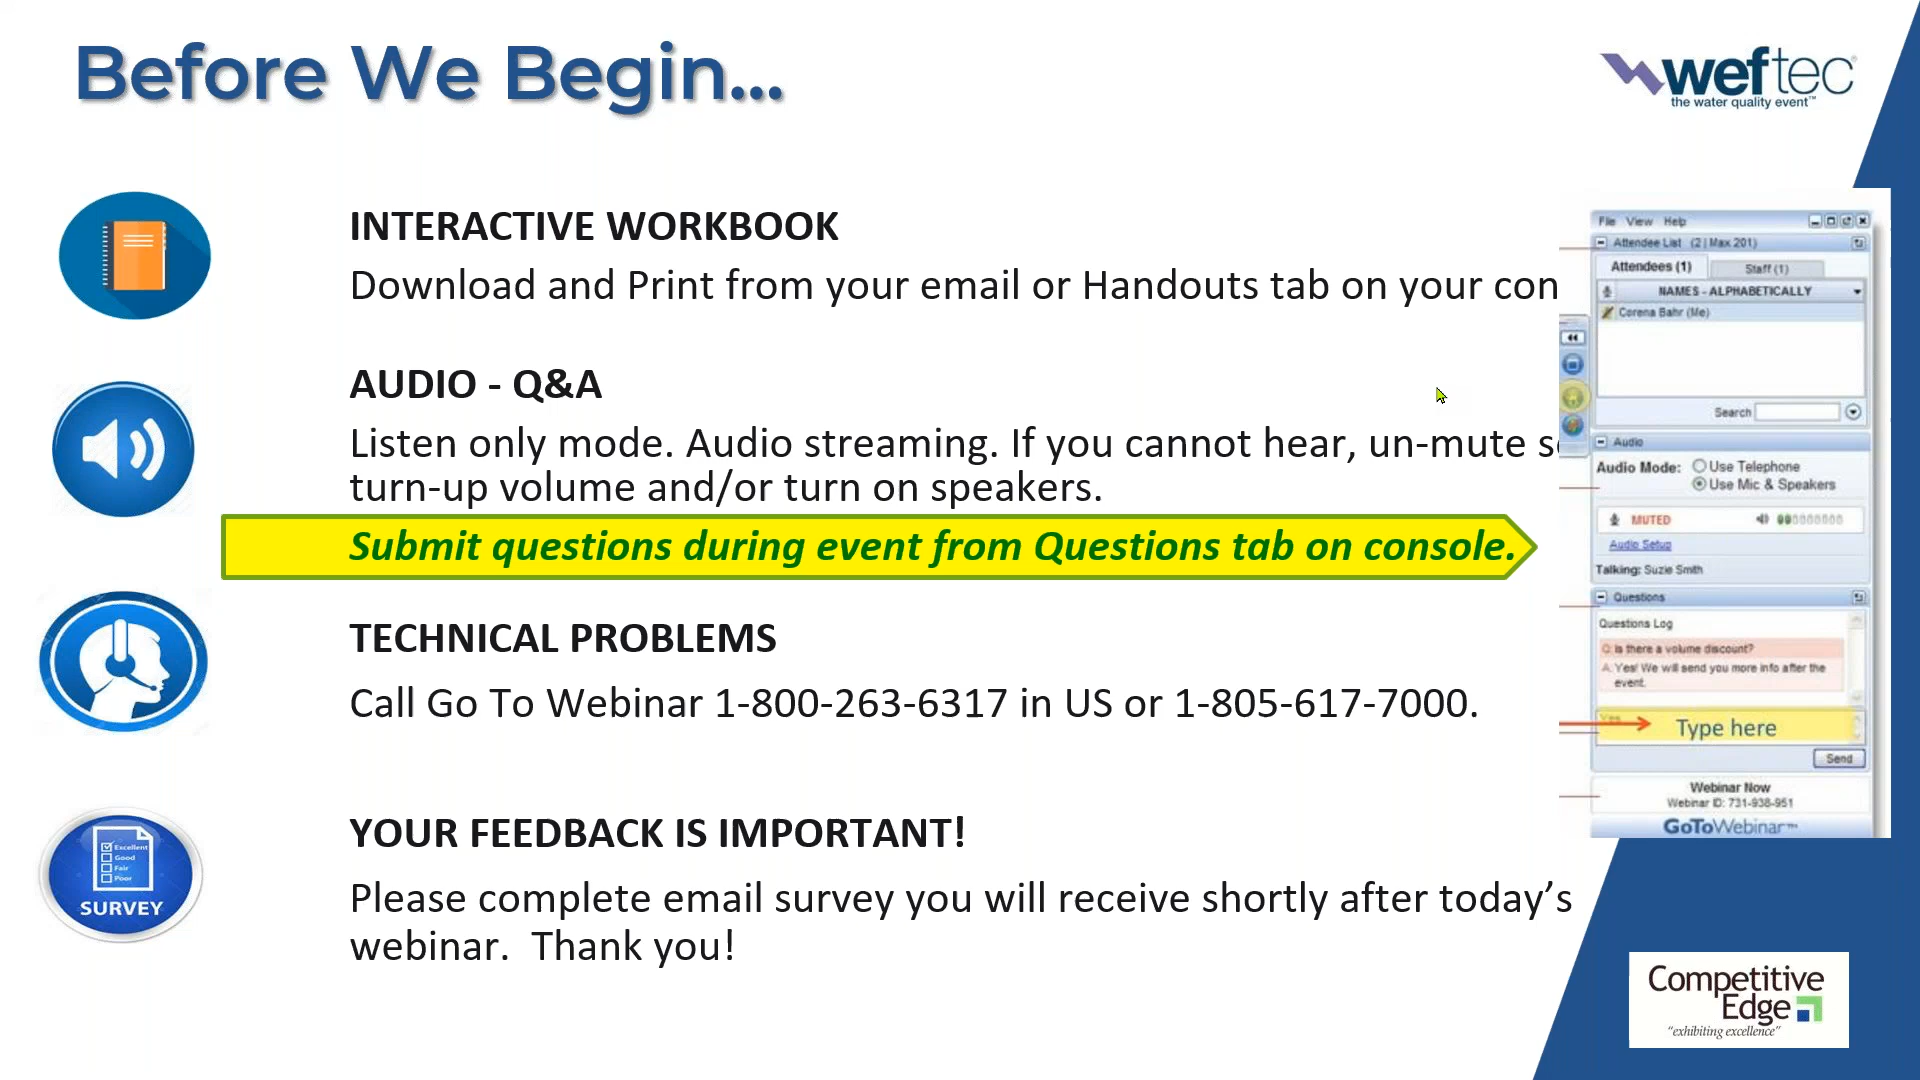 Before We Begin...
weftec
the water quality event™
INTERACTIVE WORKBOOK
Download and Print from your email or Handouts tab on your con
AUDIO - Q&A
Listen only mode. Audio streaming. If you cannot hear, un-mute
turn-up volume and/or turn on speakers.
Submit questions during event from Questions tab on console.
TECHNICAL PROBLEMS
Call Go To Webinar 1-800-263-6317 in US or 1-805-617-7000.
YOUR FEEDBACK IS IMPORTANT!
Please complete email survey you will receive shortly after today’s
webinar.  Thank you!
Excellent
Good
Fair
Poor
SURVEY
File View Help
Attendee List (2 | Max 201)
Attendees (1) Staff (1)
NAMES - ALPHABETICALLY
Corena Bahr (Me)
Search
Audio
Audio Mode: Use Telephone
Use Mic & Speakers
MUTED
Audio Setup
Talking: Suzie Smith
Questions
Questions Log
Q: Is there a volume discount?
A: Yes! We will send you more info after the
event.
Type here
Send
Webinar Now
Webinar ID: 731-938-951
GoToWebinar™
Competitive
Edge
“exhibiting excellence”